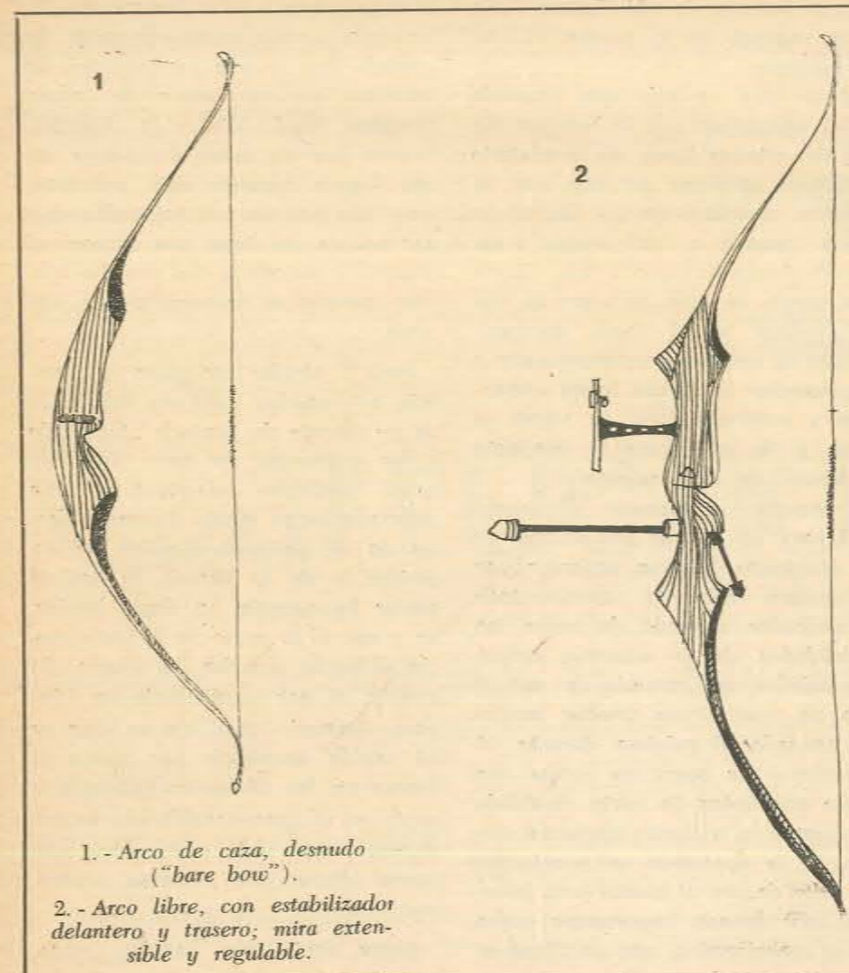 1
2
1. - Arco de caza, desnudo
("bare bow").
2. - Arco libre, con estabilizador
delantero y trasero; mira exten-
sible y regulable.